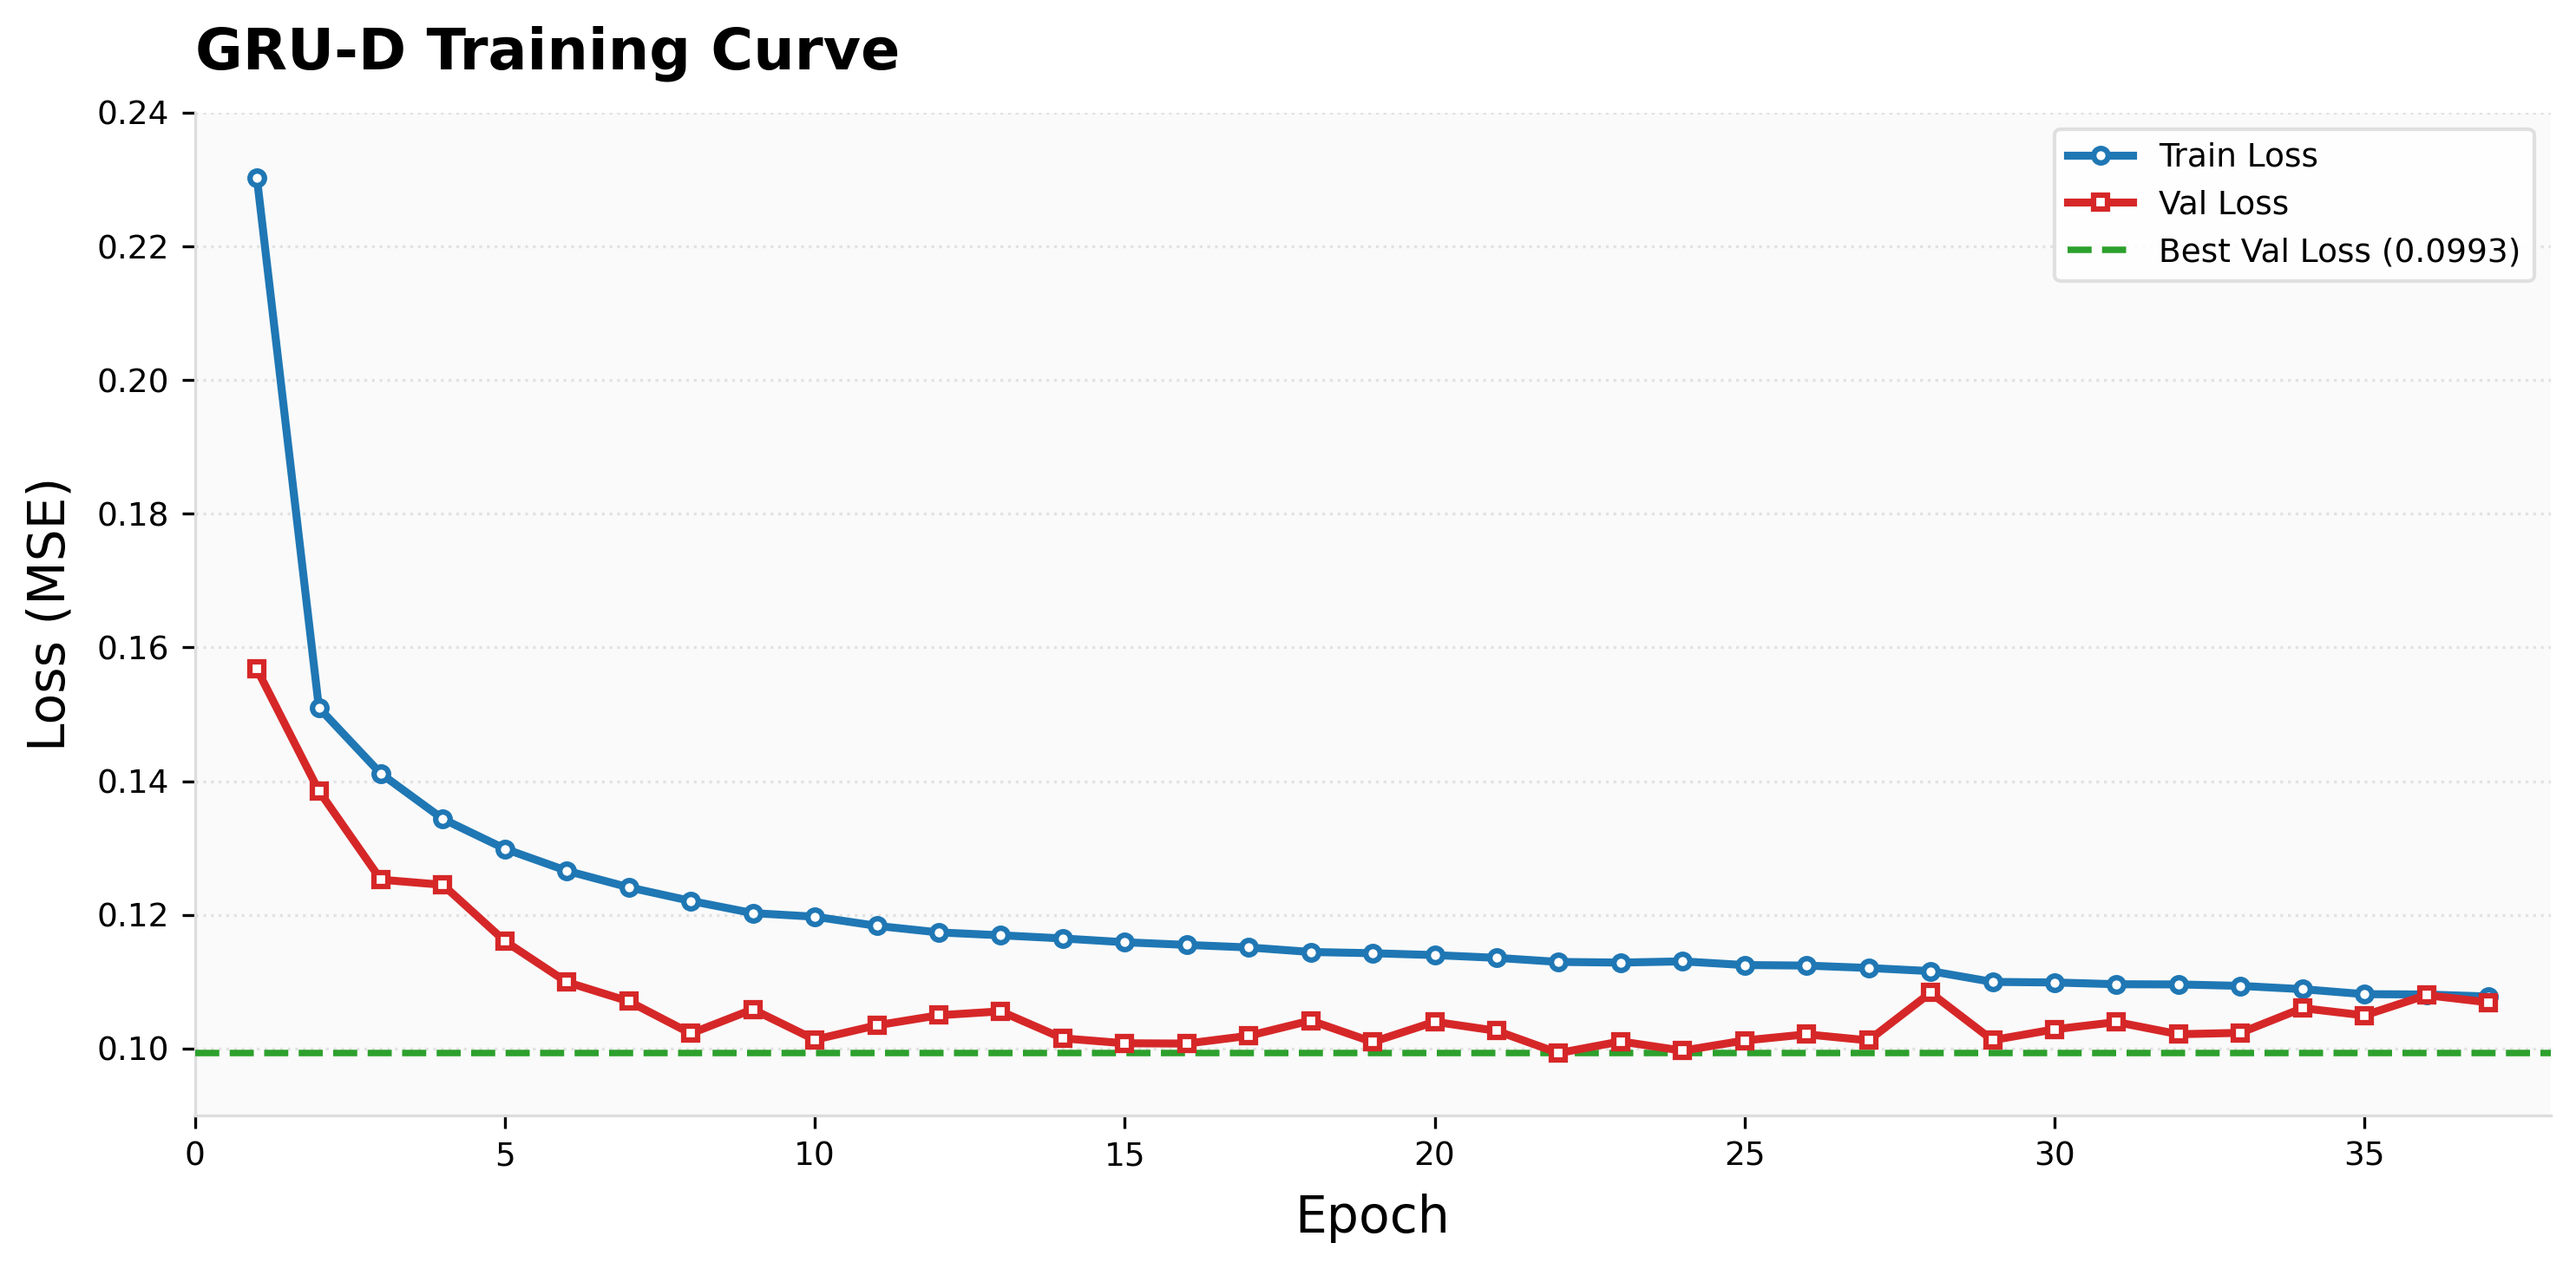 GRU-D Training Curve
0.24
0.22
0.20
0.18
0.16
0.14
0.12
0.10
Loss (MSE)
Train Loss
Val Loss
Best Val Loss (0.0993)
0 5 10 15 20 25 30 35
Epoch